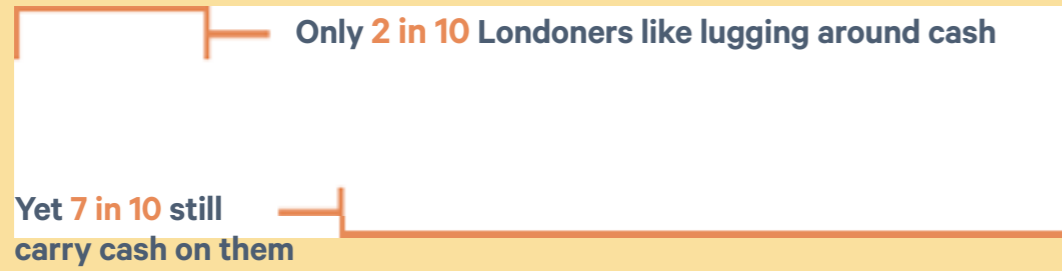 Only 2 in 10 Londoners like lugging around cash
Yet 7 in 10 still
carry cash on them